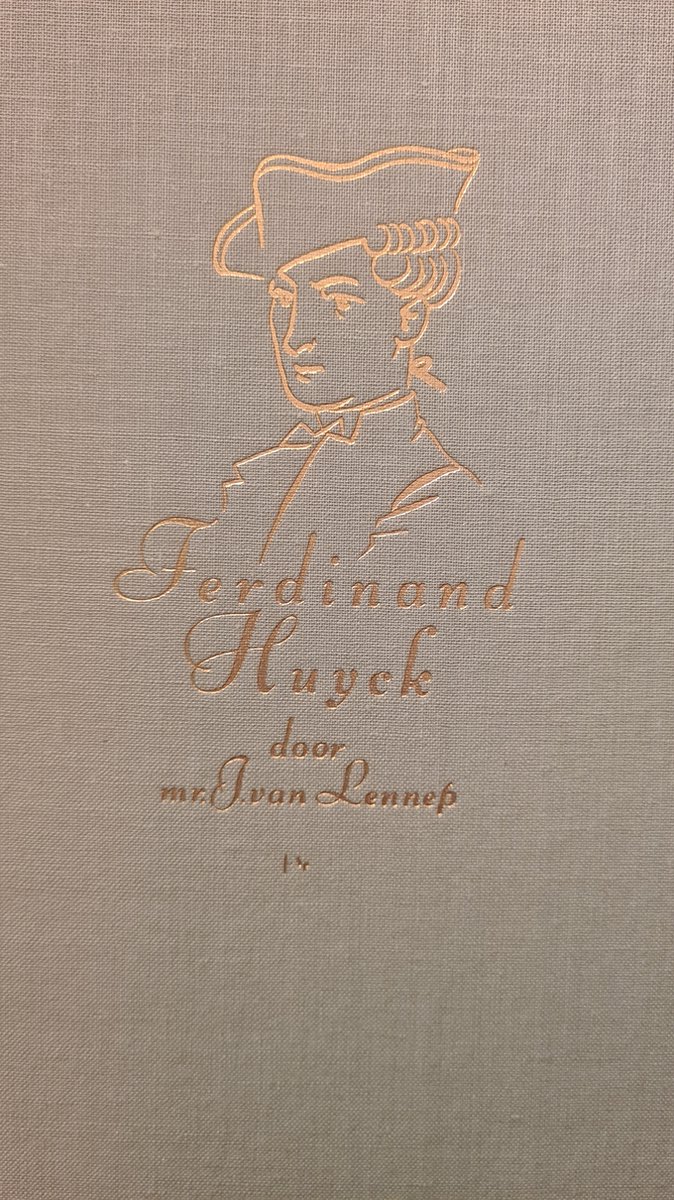 Ferdinand
Huyck
door
mr. J. van Lennep